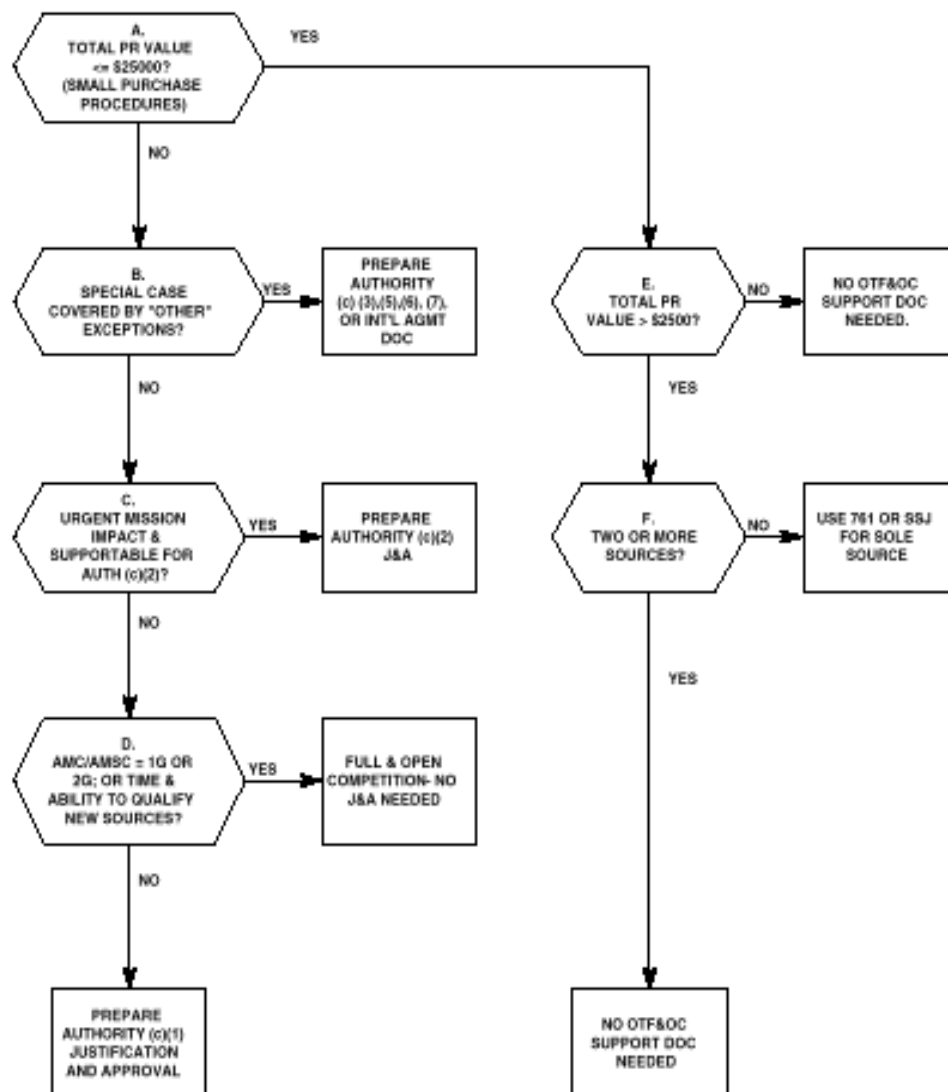 A.
TOTAL PR VALUE
<= $25000?
(SMALL PURCHASE
PROCEDURES)
YES
NO
B.
SPECIAL CASE
COVERED BY "OTHER"
EXCEPTIONS?
YES
PREPARE
AUTHORITY
(c) (3),(5),(6), (7),
OR INT'L AGMT
DOC
E.
TOTAL PR
VALUE > $2500?
NO
NO OTF&OC
SUPPORT DOC
NEEDED.
NO
YES
C.
URGENT MISSION
IMPACT &
SUPPORTABLE FOR
AUTH (c)(2)?
YES
PREPARE
AUTHORITY (c)(2)
J&A
F.
TWO OR MORE
SOURCES?
NO
USE 761 OR SSJ
FOR SOLE
SOURCE
NO
YES
D.
AMC/AMSC = 1G OR
2G; OR TIME &
ABILITY TO QUALIFY
NEW SOURCES?
YES
FULL & OPEN
COMPETITION- NO
J&A NEEDED
NO
PREPARE
AUTHORITY (c)(1)
JUSTIFICATION
AND APPROVAL
NO OTF&OC
SUPPORT DOC
NEEDED